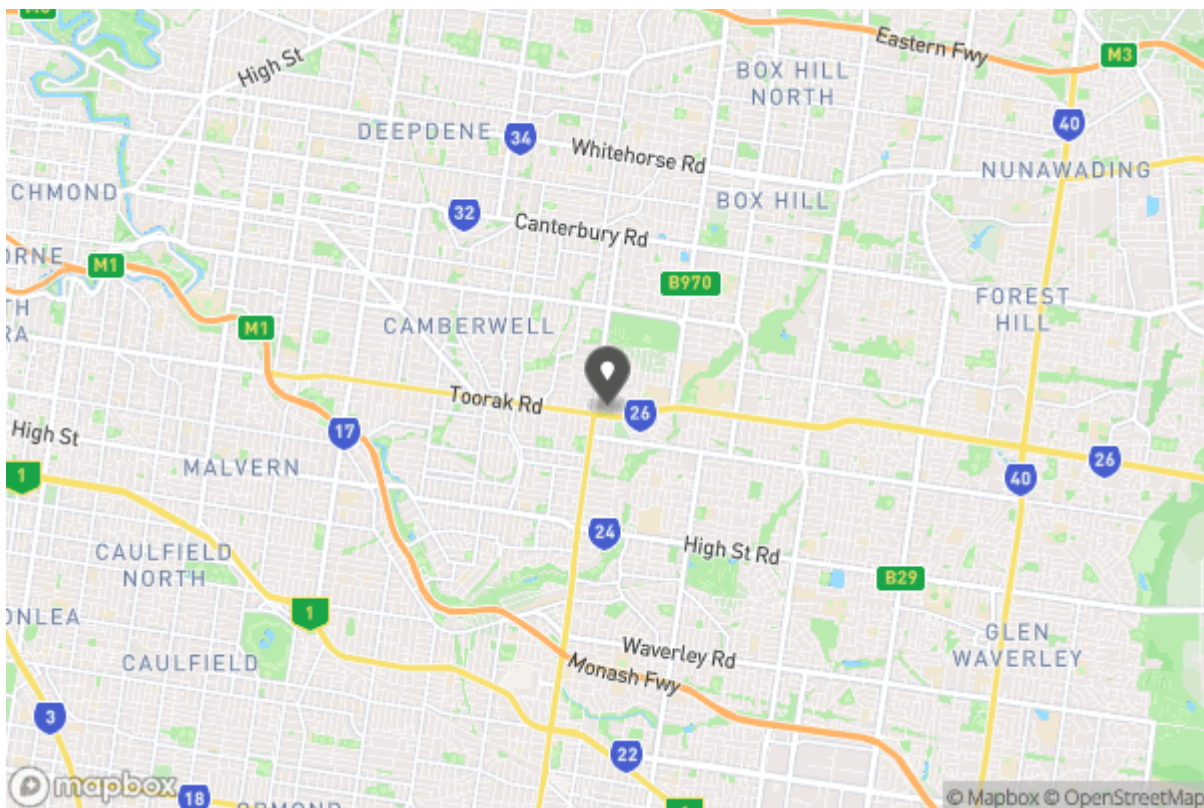 Eastern Fwy
M3
High St
BOX HILL
NORTH
40
DEEPDENE
34
Whitehorse Rd
NUNAWADING
CHMOND
BOX HILL
32
Canterbury Rd
ORNE
M1
B970
FOREST
HILL
TH
RA
M1
CAMBERWELL
Toorak Rd
26
High St
17
MALVERN
26
1
40
24
High St Rd
CAULFIELD
NORTH
B29
1
ONLEA
GLEN
WAVERLEY
CAULFIELD
Waverley Rd
Monash Fwy
3
22
mapbox
18
© Mapbox © OpenStreetMap